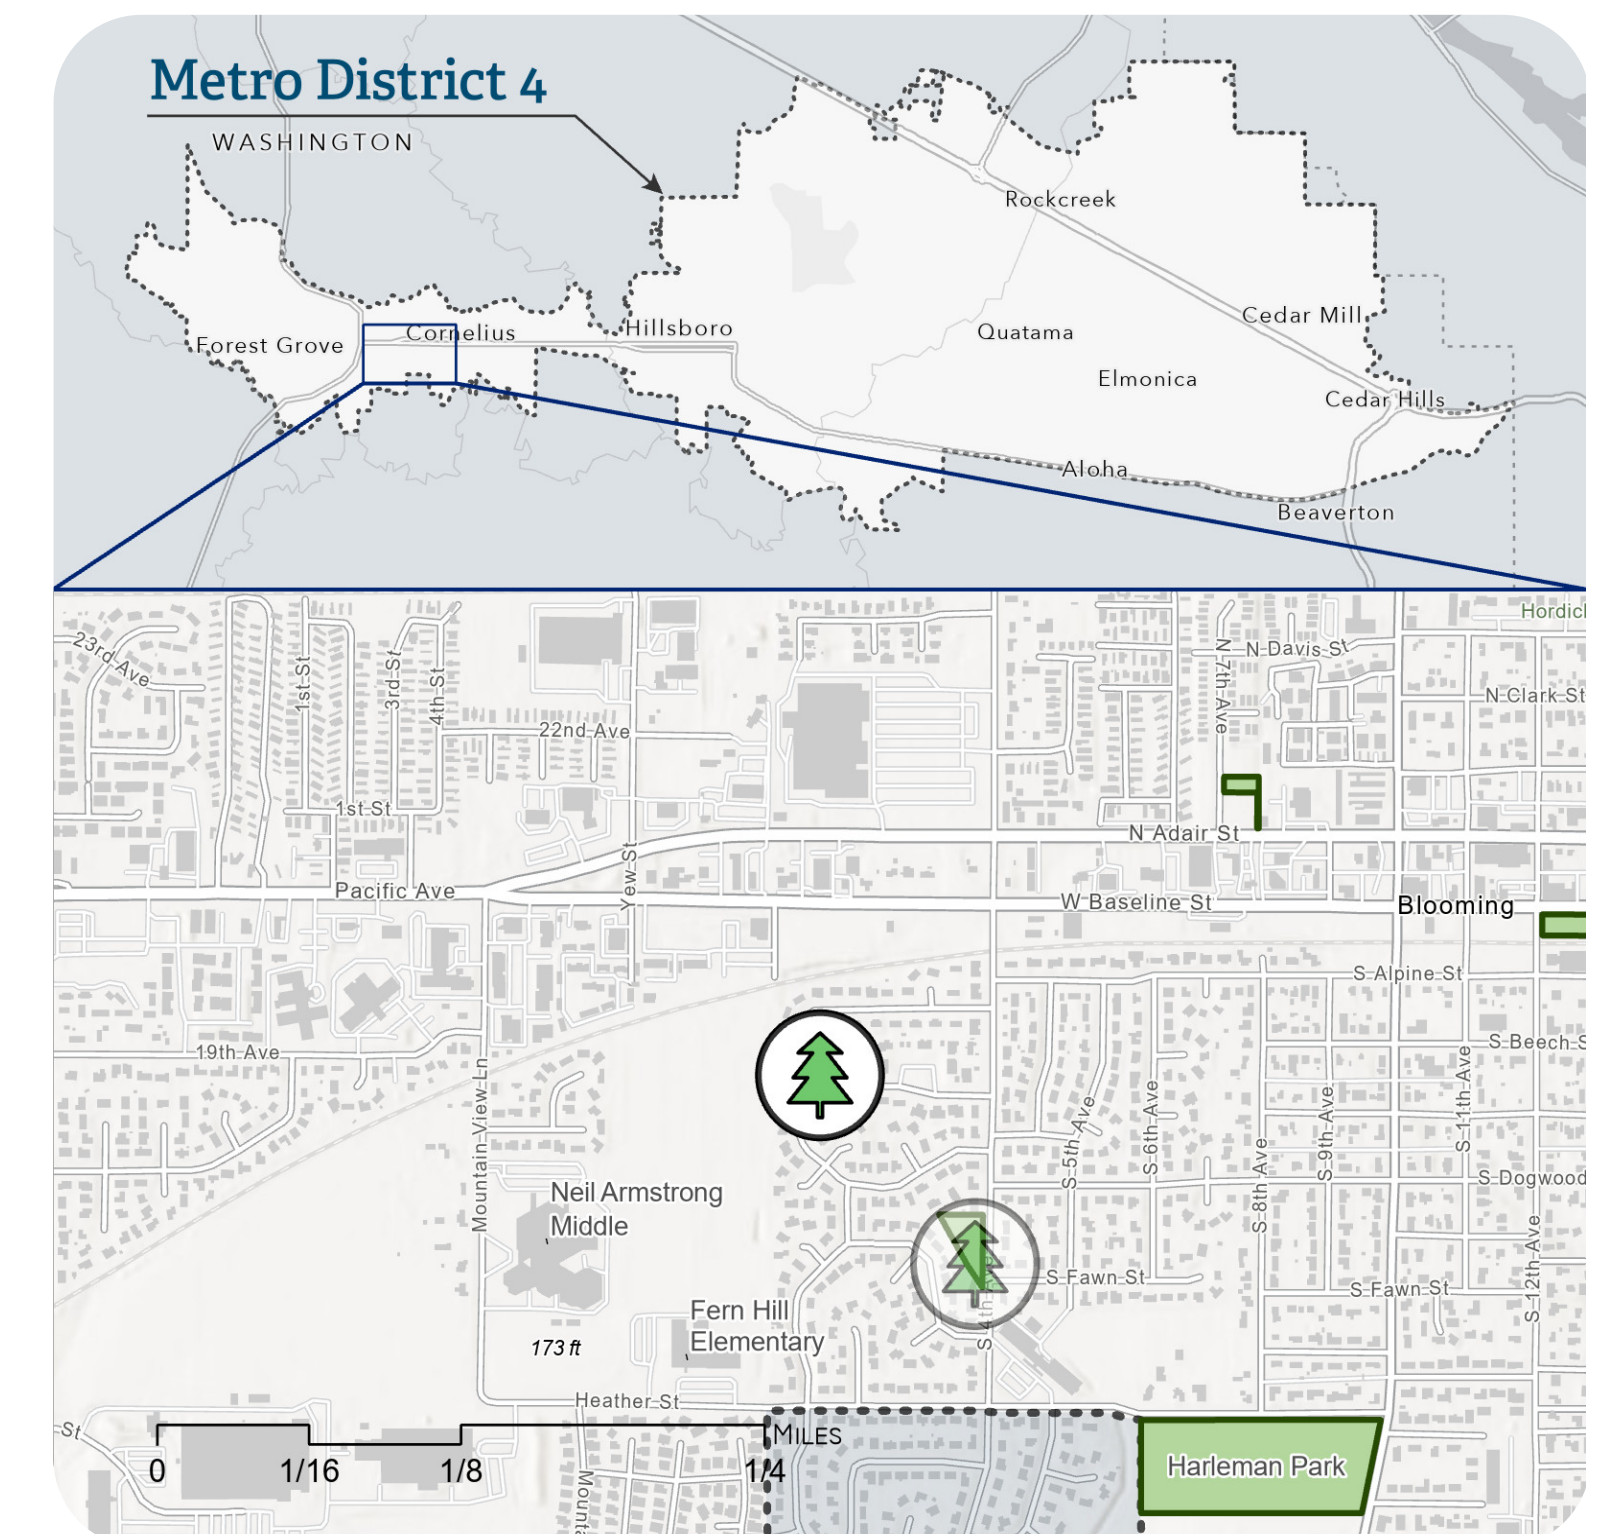 Metro District 4
WASHINGTON
Rockcreek
Cedar Mill
Hillsboro
Cornelius
Quatama
Forest Grove
Elmonica
Cedar Hills
Aloha
Beaverton
23rd Ave
1st St
3rd St
4th St
22nd Ave
N 7th Ave
N Davis St
N Clark St
1st St
N Adair St
Yew St
Pacific Ave
W Baseline St
Blooming
S Alpine St
19th Ave
S Beech S
Mountain View Ln
S 5th Ave
S 6th Ave
S 8th Ave
S 9th Ave
S 11th Ave
S Dogwood
Neil Armstrong
Middle
S 4th Ave
S Fawn St
S Fawn St
S 12th Ave
Fern Hill
Elementary
173 ft
Heather St
St
MILES
0
1/16
1/8
1/4
Harleman Park